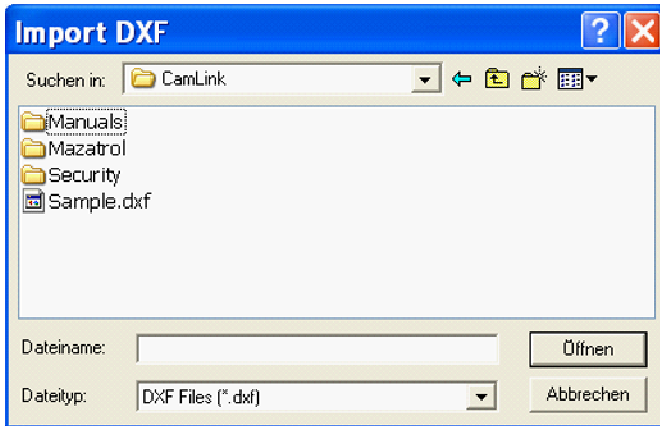 Import DXF
Suchen in: CamLink
Manuals
Mazatrol
Security
Sample.dxf
Dateiname: Öffnen
Dateityp: DXF Files (*.dxf) Abbrechen